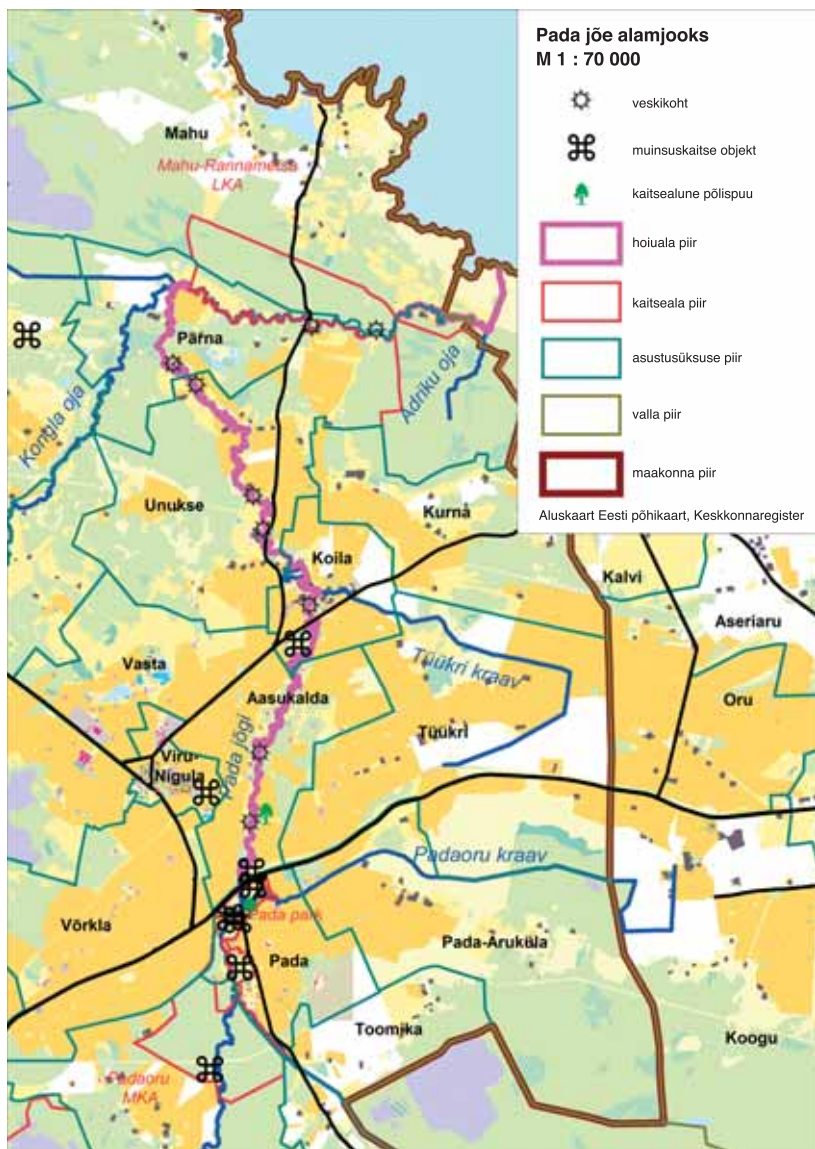 Pada jõe alamjooks
M 1 : 70 000
veskikoht
muinsuskaitse objekt
kaitsealune põlispuu
hoiuala piir
kaitseala piir
asustusüksuse piir
valla piir
maakonna piir
Aluskaart Eesti põhikaart, Keskkonnaregister
Mahu
Mahu-Rannametsa
LKA
Pärna
Kongla oja
Adriku oja
Unukse
Kurna
Koila
Kalvi
Aseriaru
Vasta
Tüükri kraav
Aasukalda
Oru
Tüükri
Viru-
Nigula
Pada jõgi
Padaoru kraav
Pada park
Võrkla
Pada
Pada-Aruküla
Toomika
Koogu
Padaoru
MKA